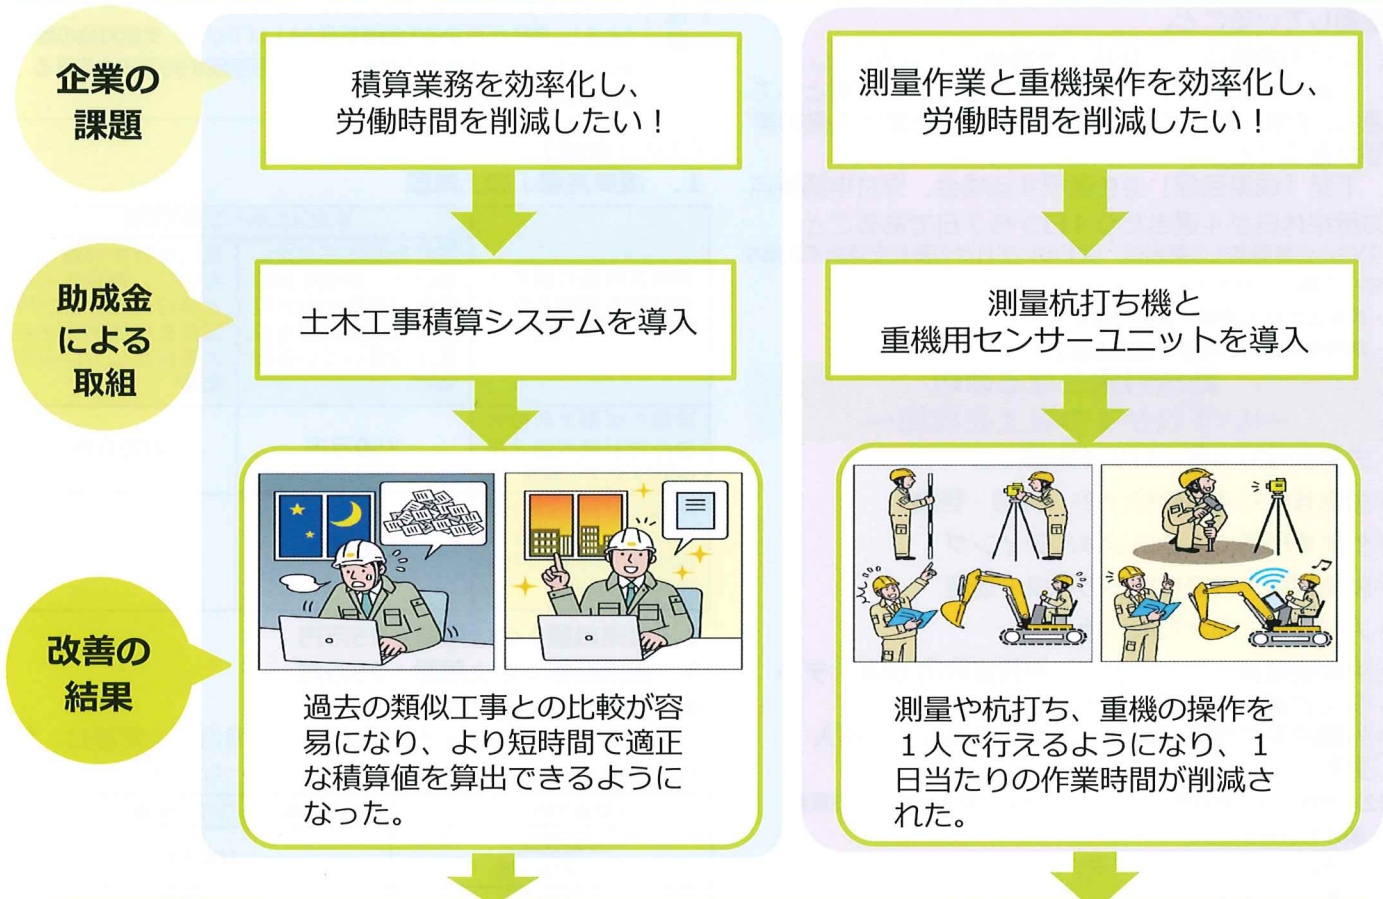 企業の
課題
積算業務を効率化し、
労働時間を削減したい！
測量作業と重機操作を効率化し、
労働時間を削減したい！
助成金
による
取組
土木工事積算システムを導入
測量杭打ち機と
重機用センサーユニットを導入
改善の
結果
過去の類似工事との比較が容
易になり、より短時間で適正
な積算値を算出できるように
なった。
測量や杭打ち、重機の操作を
１人で行えるようになり、１
日当たりの作業時間が削減さ
れた。